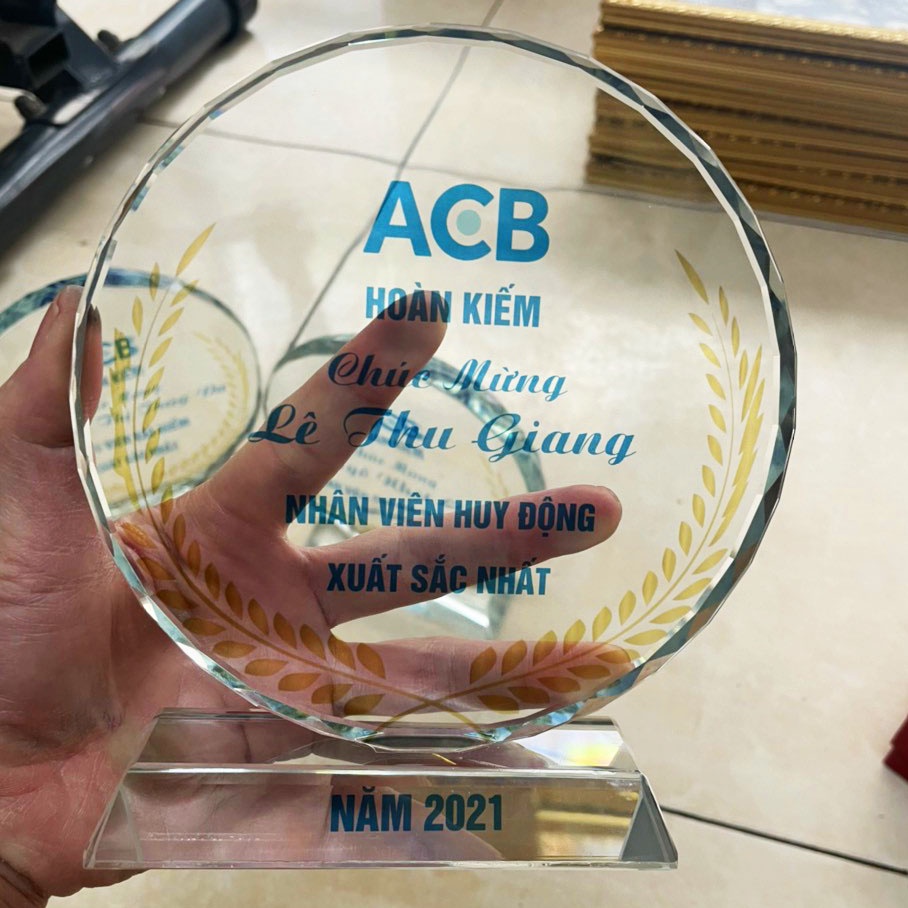 ACB
HOÀN KIẾM
Chúc Mừng
Lê Thu Giang
NHÂN VIÊN HUY ĐỘNG
XUẤT SẮC NHẤT
NĂM 2021